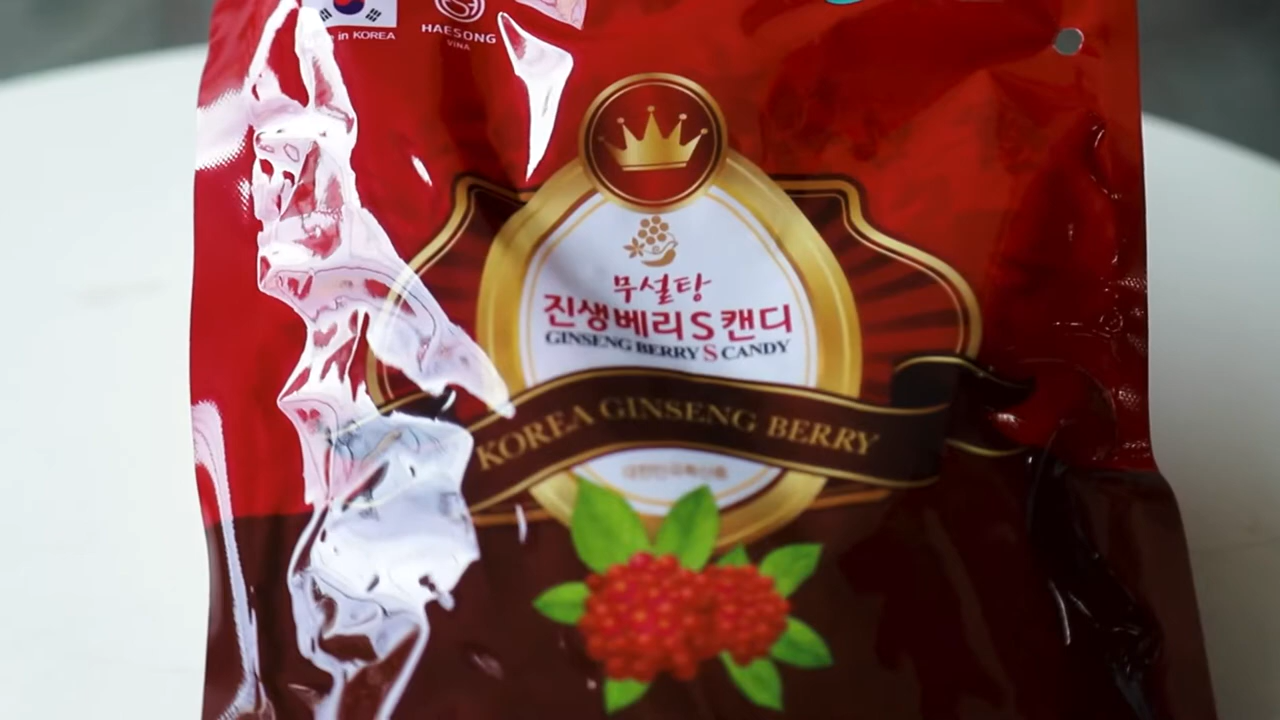 in KOREA
HAESONG
VINA
무설탕
진생베리S캔디
GINSENG BERRY S CANDY
KOREA GINSENG BERRY